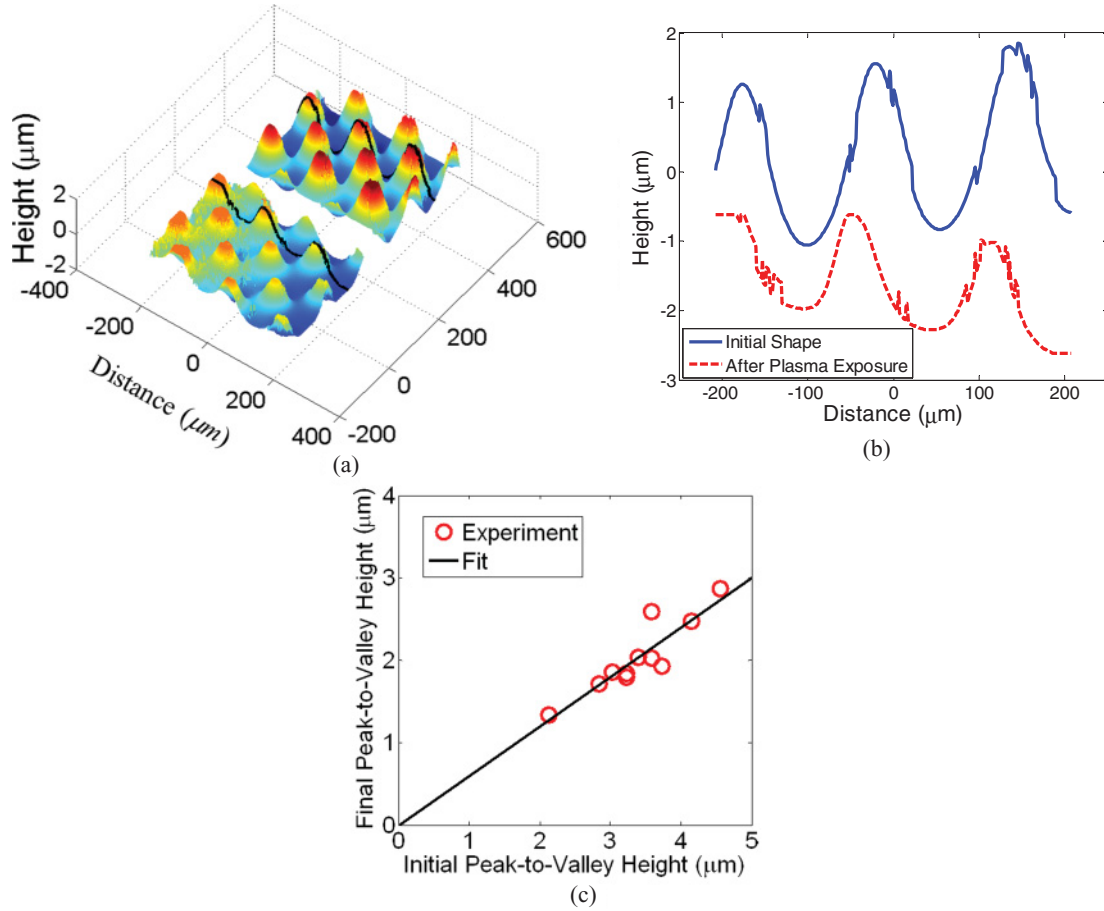 Height (μm)
2
0
-2
-400
-200
0
200
400
Distance (μm)
-200
0
200
400
600
(a)
Height (μm)
2
1
0
-1
-2
-3
Initial Shape
After Plasma Exposure
-200
-100
0
100
200
Distance (μm)
(b)
Final Peak-to-Valley Height (μm)
4
3
2
1
0
Experiment
Fit
0
1
2
3
4
5
Initial Peak-to-Valley Height (μm)
(c)